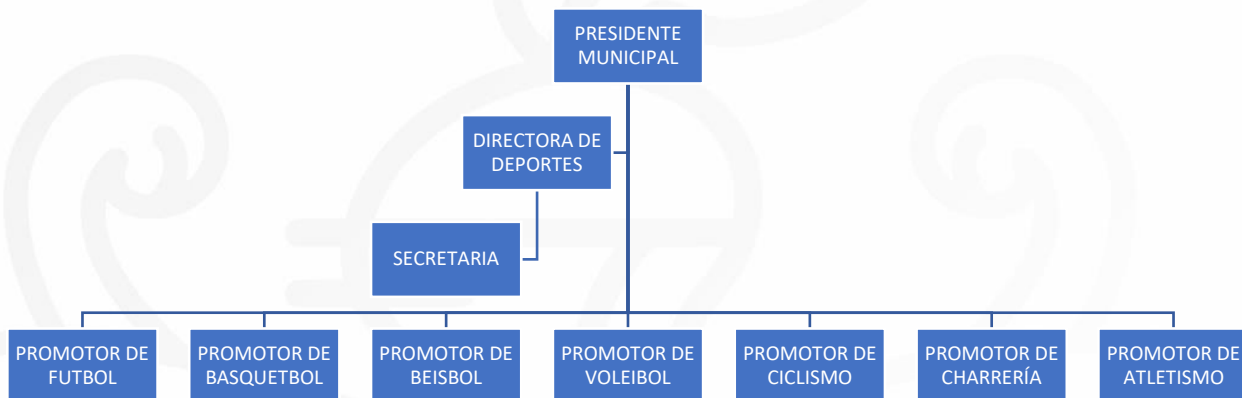 PRESIDENTE
MUNICIPAL
DIRECTORA DE
DEPORTES
SECRETARIA
PROMOTOR DE
FUTBOL
PROMOTOR DE
BASQUETBOL
PROMOTOR DE
BEISBOL
PROMOTOR DE
VOLEIBOL
PROMOTOR DE
CICLISMO
PROMOTOR DE
CHARRERÍA
PROMOTOR DE
ATLETISMO